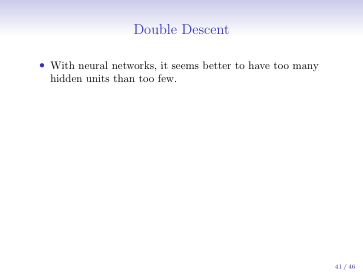 Double Descent
• With neural networks, it seems better to have too many
hidden units than too few.
41 / 46